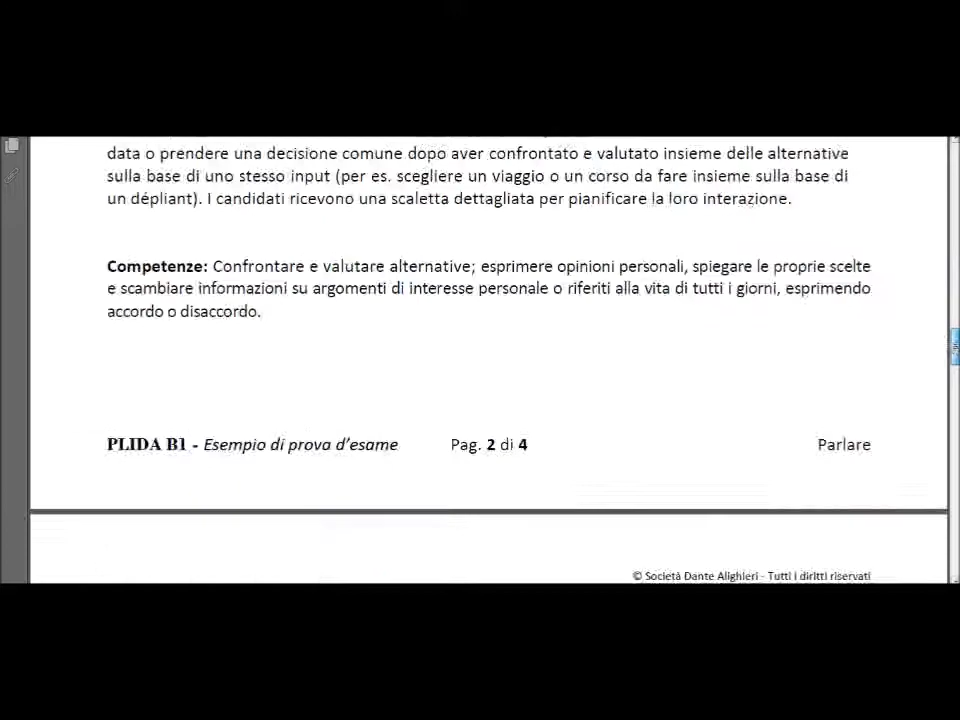 data o prendere una decisione comune dopo aver confrontato e valutato insieme delle alternative
sulla base di uno stesso input (per es. scegliere un viaggio o un corso da fare insieme sulla base di
un dépliant). I candidati ricevono una scaletta dettagliata per pianificare la loro interazione.
Competenze: Confrontare e valutare alternative; esprimere opinioni personali, spiegare le proprie scelte
e scambiare informazioni su argomenti di interesse personale o riferiti alla vita di tutti i giorni, esprimendo
accordo o disaccordo.
PLIDA B1 - Esempio di prova d'esame Pag. 2 di 4 Parlare
© Società Dante Alighieri - Tutti i diritti riservati